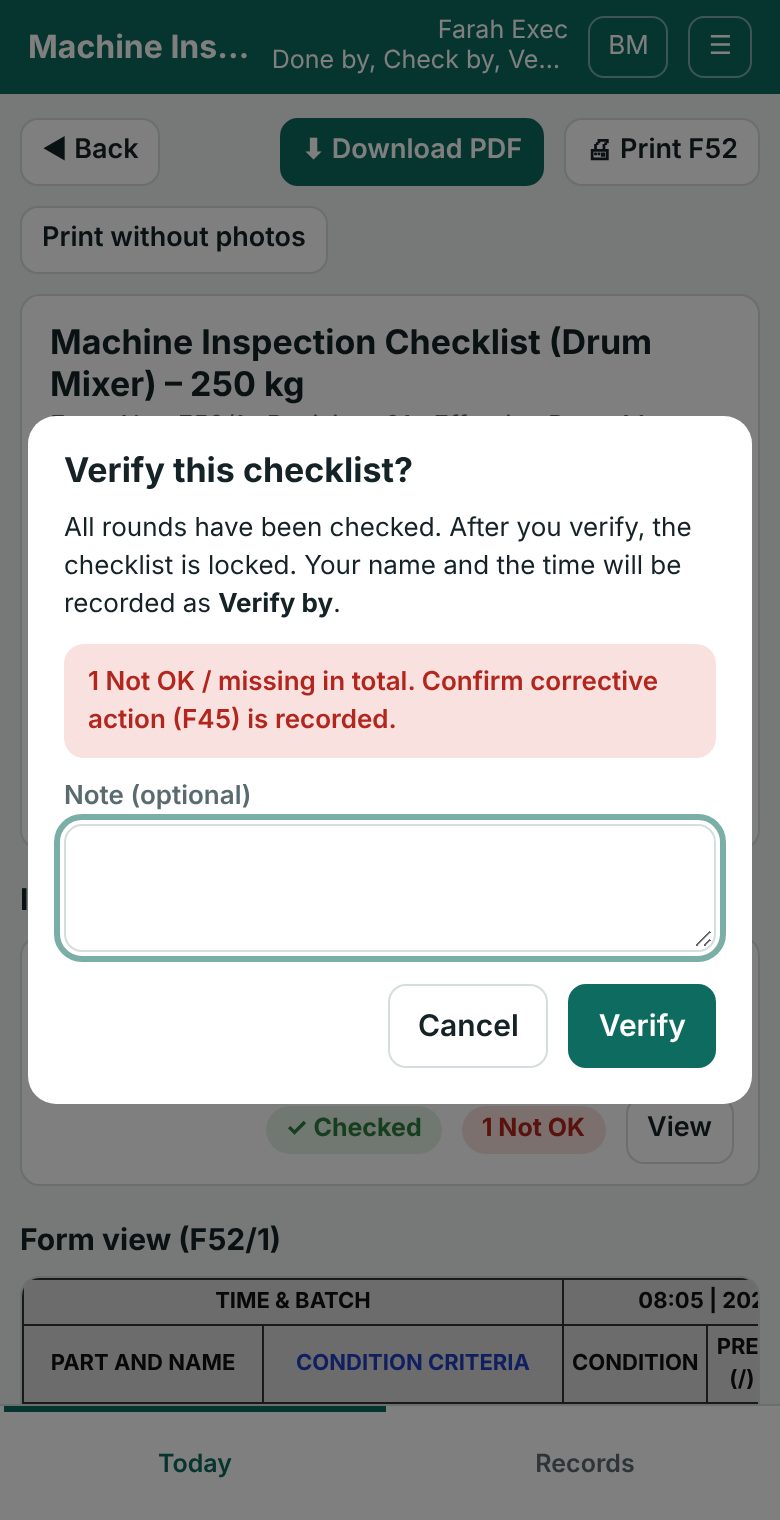 Machine Ins...
Farah Exec
Done by, Check by, Ve...
BM
☰
◀ Back
⬇ Download PDF
🖨 Print F52
Print without photos
Machine Inspection Checklist (Drum
Mixer) – 250 kg
Verify this checklist?
All rounds have been checked. After you verify, the
checklist is locked. Your name and the time will be
recorded as Verify by.
1 Not OK / missing in total. Confirm corrective
action (F45) is recorded.
Note (optional)
Cancel
Verify
✓ Checked
1 Not OK
View
Form view (F52/1)
TIME & BATCH
08:05 | 202
PART AND NAME
CONDITION CRITERIA
CONDITION
PRE
(/)
Today
Records